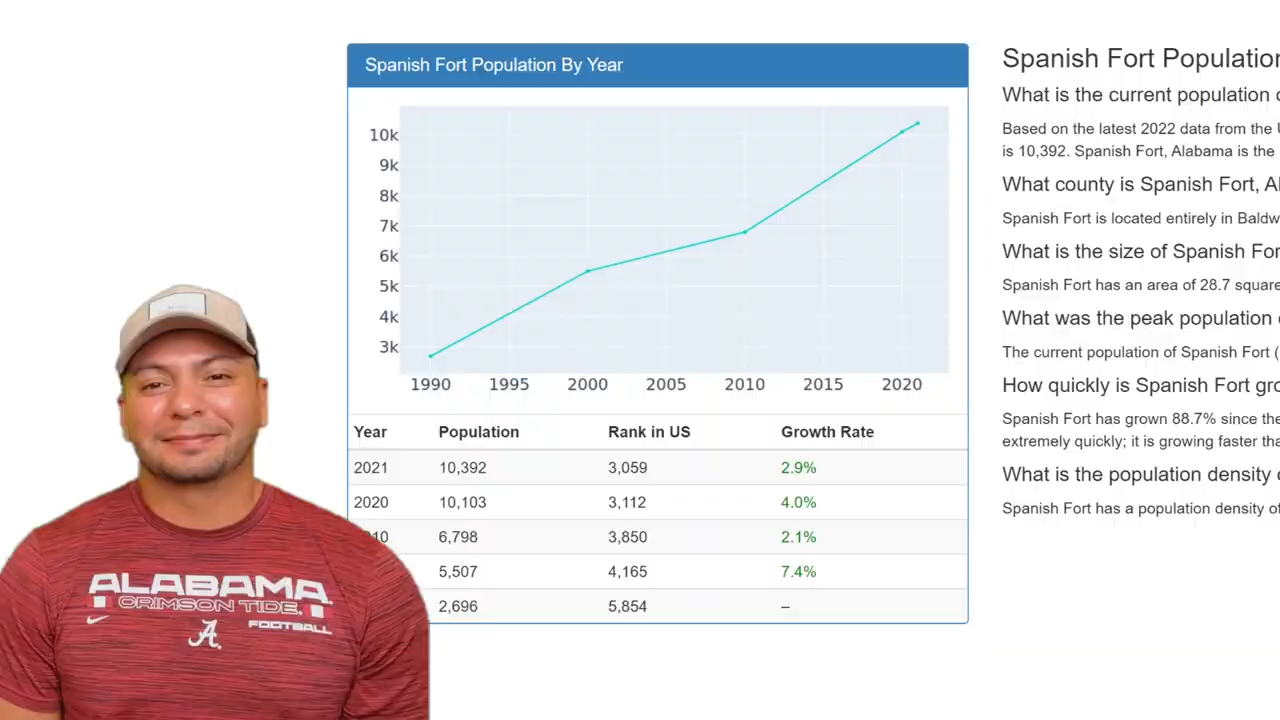 Spanish Fort Population By Year
10k
9k
8k
7k
6k
5k
4k
3k
1990 1995 2000 2005 2010 2015 2020
Year Population Rank in US Growth Rate
2021 10,392 3,059 2.9%
2020 10,103 3,112 4.0%
10 6,798 3,850 2.1%
5,507 4,165 7.4%
2,696 5,854 –
Spanish Fort Population
What is the current population
Based on the latest 2022 data from the
is 10,392. Spanish Fort, Alabama is the
What county is Spanish Fort,
Spanish Fort is located entirely in
What is the size of Spanish
Spanish Fort has an area of 28.7 square
What was the peak population
The current population of Spanish Fort (
How quickly is Spanish Fort
Spanish Fort has grown 88.7% since the
extremely quickly; it is growing faster
What is the population density
Spanish Fort has a population density of
ALABAMA
CRIMSON TIDE
FOOTBALL
A